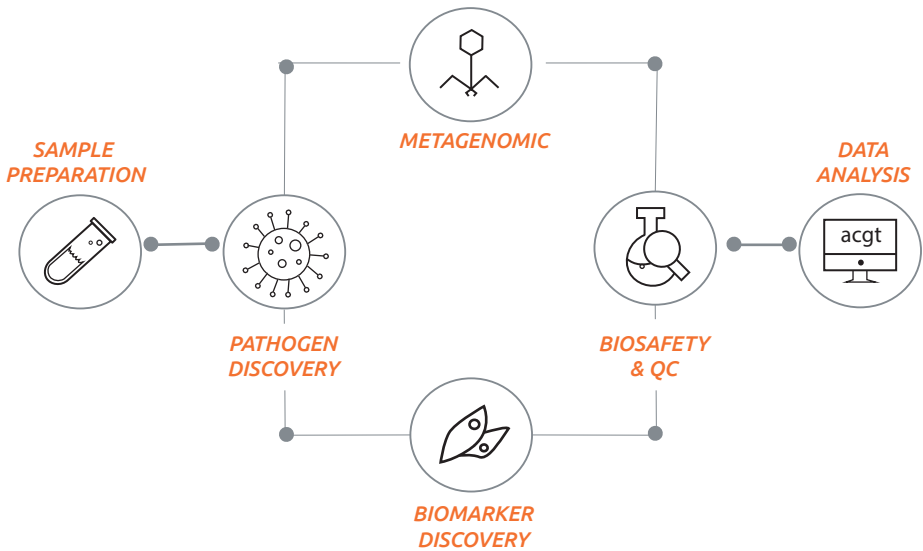 METAGENOMIC
SAMPLE
PREPARATION
DATA
ANALYSIS
acgt
PATHOGEN
DISCOVERY
BIOSAFETY
& QC
BIOMARKER
DISCOVERY